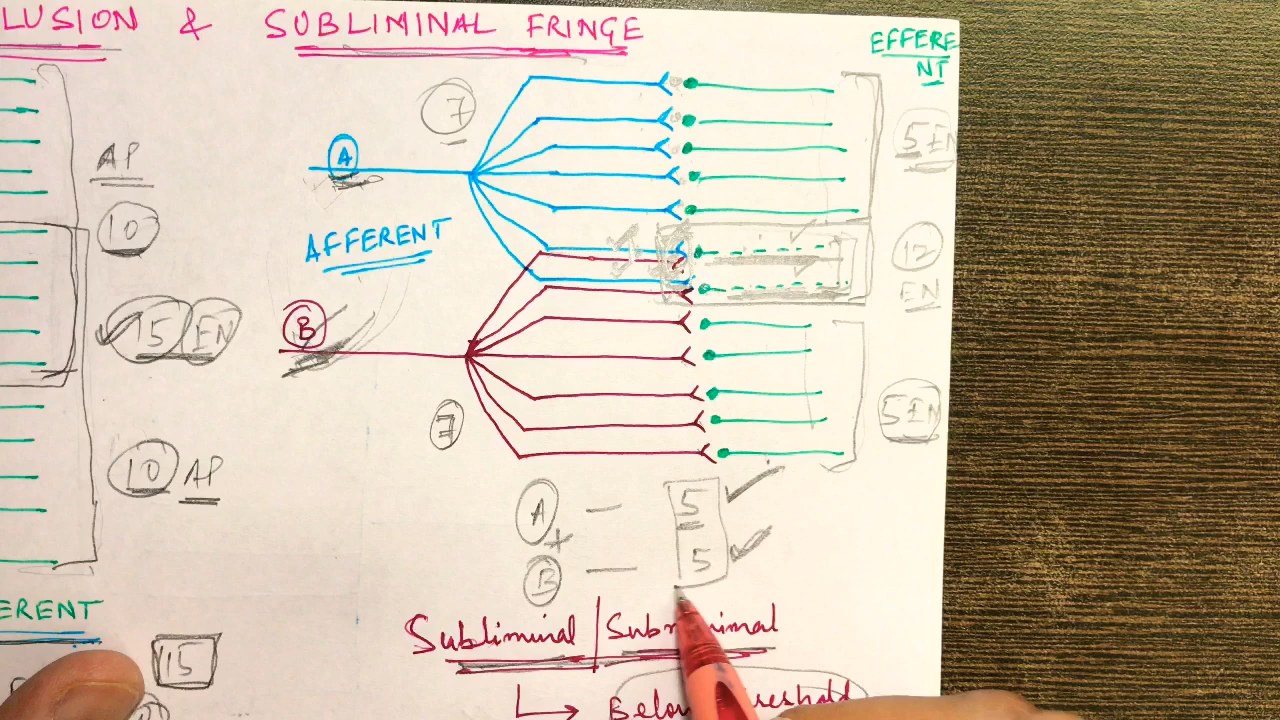 LUSION & SUBLIMINAL FRINGE
EFFERE
NT
7
5 EN
AP
A
10
AFFERENT
12
EN
15 EN
B
5 EN
7
10 AP
A — 5
+
B — 5
ERENT
Subliminal
15
Below